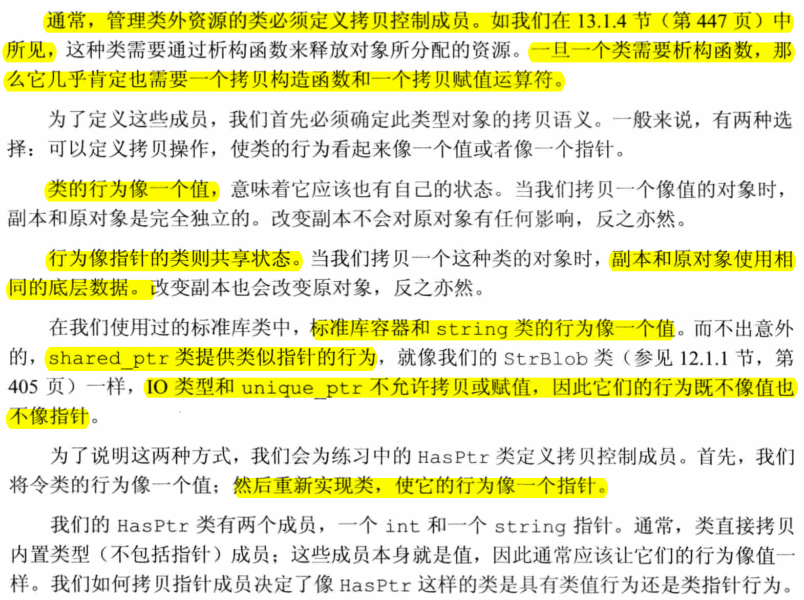 通常，管理类外资源的类必须定义拷贝控制成员。如我们在 13.1.4 节（第 447 页）中
所见，这种类需要通过析构函数来释放对象所分配的资源。一旦一个类需要析构函数，那
么它几乎肯定也需要一个拷贝构造函数和一个拷贝赋值运算符。
为了定义这些成员，我们首先必须确定此类型对象的拷贝语义。一般来说，有两种选
择：可以定义拷贝操作，使类的行为看起来像一个值或者像一个指针。
类的行为像一个值，意味着它应该也有自己的状态。当我们拷贝一个像值的对象时，
副本和原对象是完全独立的。改变副本不会对原对象有任何影响，反之亦然。
行为像指针的类则共享状态。当我们拷贝一个这种类的对象时，副本和原对象使用相
同的底层数据。改变副本也会改变原对象，反之亦然。
在我们使用过的标准库类中，标准库容器和 string 类的行为像一个值。而不出意外
的，shared_ptr 类提供类似指针的行为，就像我们的 StrBlob 类（参见 12.1.1 节，第
405 页）一样，IO 类型和 unique_ptr 不允许拷贝或赋值，因此它们的行为既不像值也
不像指针。
为了说明这两种方式，我们会为练习中的 HasPtr 类定义拷贝控制成员。首先，我们
将令类的行为像一个值；然后重新实现类，使它的行为像一个指针。
我们的 HasPtr 类有两个成员，一个 int 和一个 string 指针。通常，类直接拷贝
内置类型（不包括指针）成员；这些成员本身就是值，因此通常应该让它们的行为像值一
样。我们如何拷贝指针成员决定了像 HasPtr 这样的类是具有类值行为还是类指针行为。